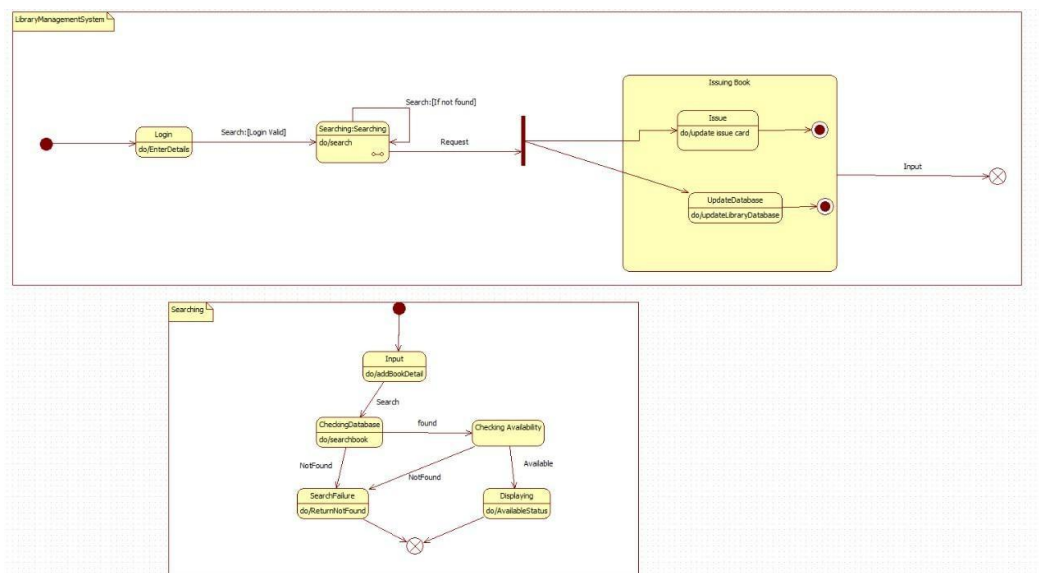 LibraryManagementSystem
Issuing Book
Search:[If not found]
Issue
do/update issue card
Login
do/EnterDetails
Search:[Login Valid]
Searching:Searching
do/search
Request
Input
UpdateDatabase
do/updateLibraryDatabase
Searching
Input
do/addBookDetail
Search
CheckingDatabase
do/searchbook
found
Checking Availability
NotFound
NotFound
Available
SearchFailure
do/ReturnNotFound
Displaying
do/AvailableStatus